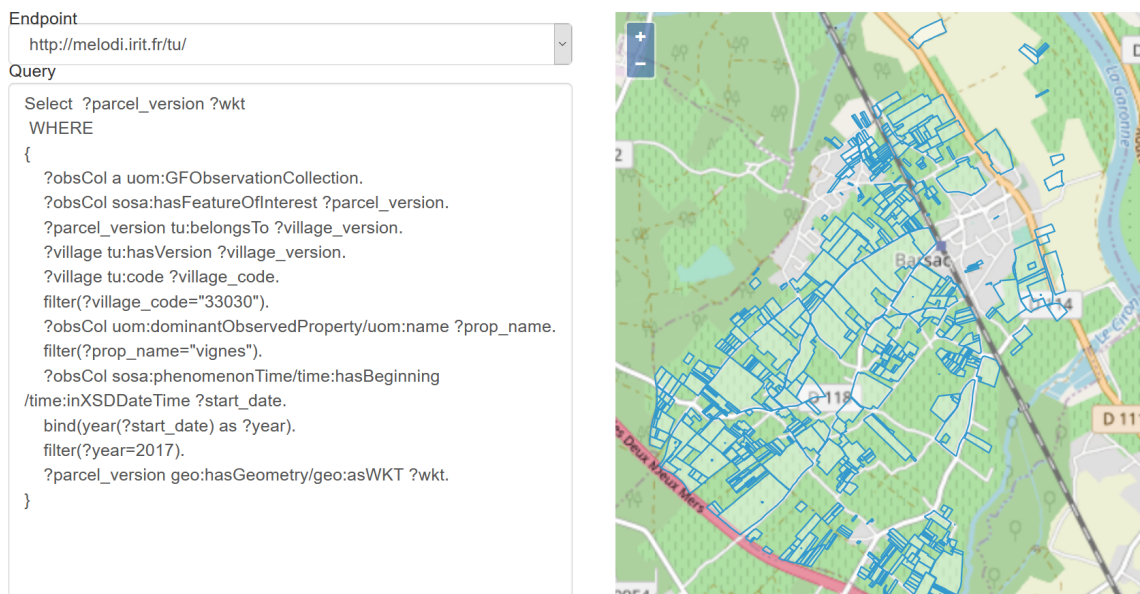 Endpoint
http://melodi.irit.fr/tu/
Query
Select ?parcel_version ?wkt
WHERE
{
?obsCol a uom:GFObservationCollection.
?obsCol sosa:hasFeatureOfInterest ?parcel_version.
?parcel_version tu:belongsTo ?village_version.
?village tu:hasVersion ?village_version.
?village tu:code ?village_code.
filter(?village_code="33030").
?obsCol uom:dominantObservedProperty/uom:name ?prop_name.
filter(?prop_name="vignes").
?obsCol sosa:phenomenonTime/time:hasBeginning
/time:inXSDDateTime ?start_date.
bind(year(?start_date) as ?year).
filter(?year=2017).
?parcel_version geo:hasGeometry/geo:asWKT ?wkt.
}
+
−
D
La Garonne
2
Barsac
D 114
Le Ciron
D 118
D 11
es Deux Mers